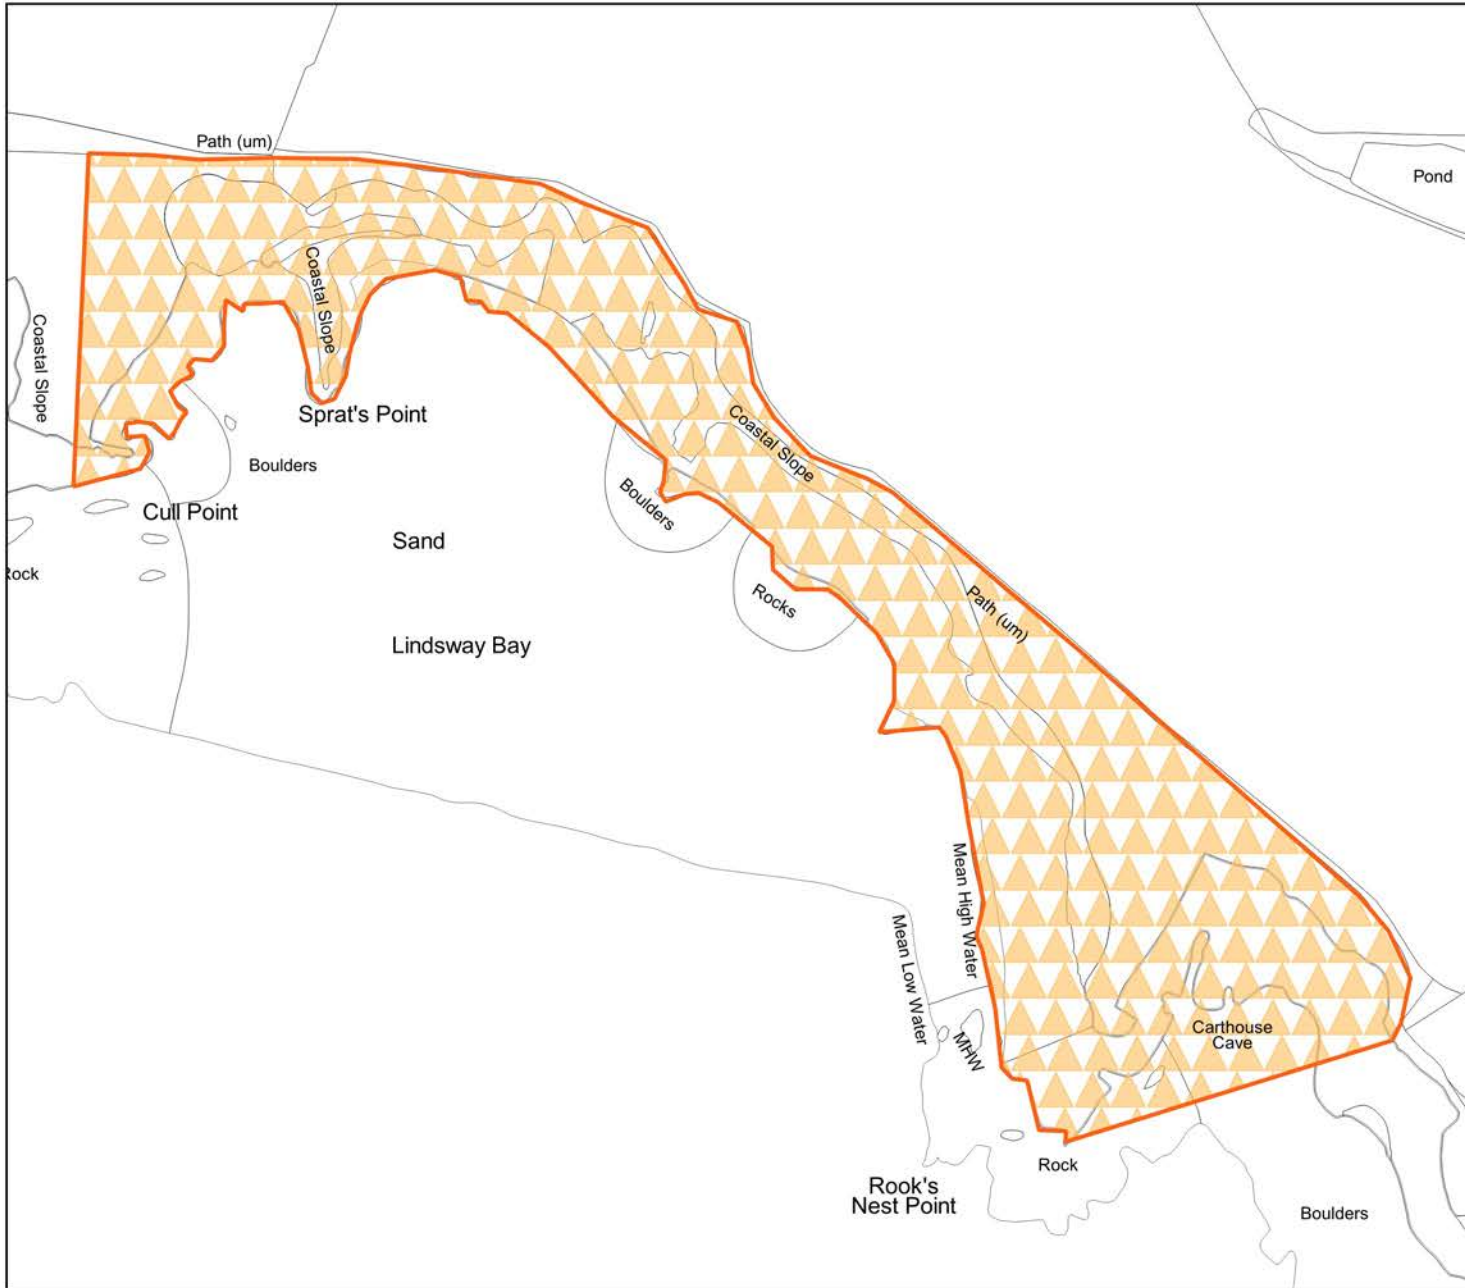 Path (um)
Pond
Coastal Slope
Coastal Slope
Sprat's Point
Coastal Slope
Boulders
Boulders
Cull Point
Sand
Rock
Rocks
Path (um)
Lindsway Bay
Mean High Water
Mean Low Water
MHW
Carthouse
Cave
Rock
Rook's
Nest Point
Boulders